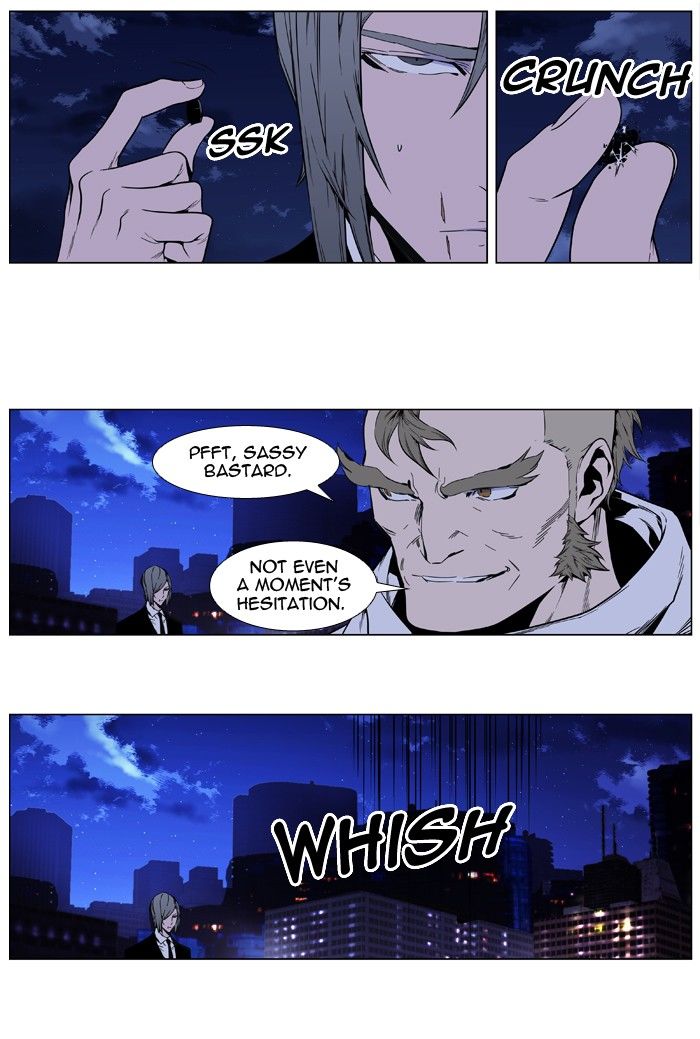 SSK
CRUNCH
PFFT, SASSY
BASTARD.
NOT EVEN
A MOMENT'S
HESITATION.
WHISH